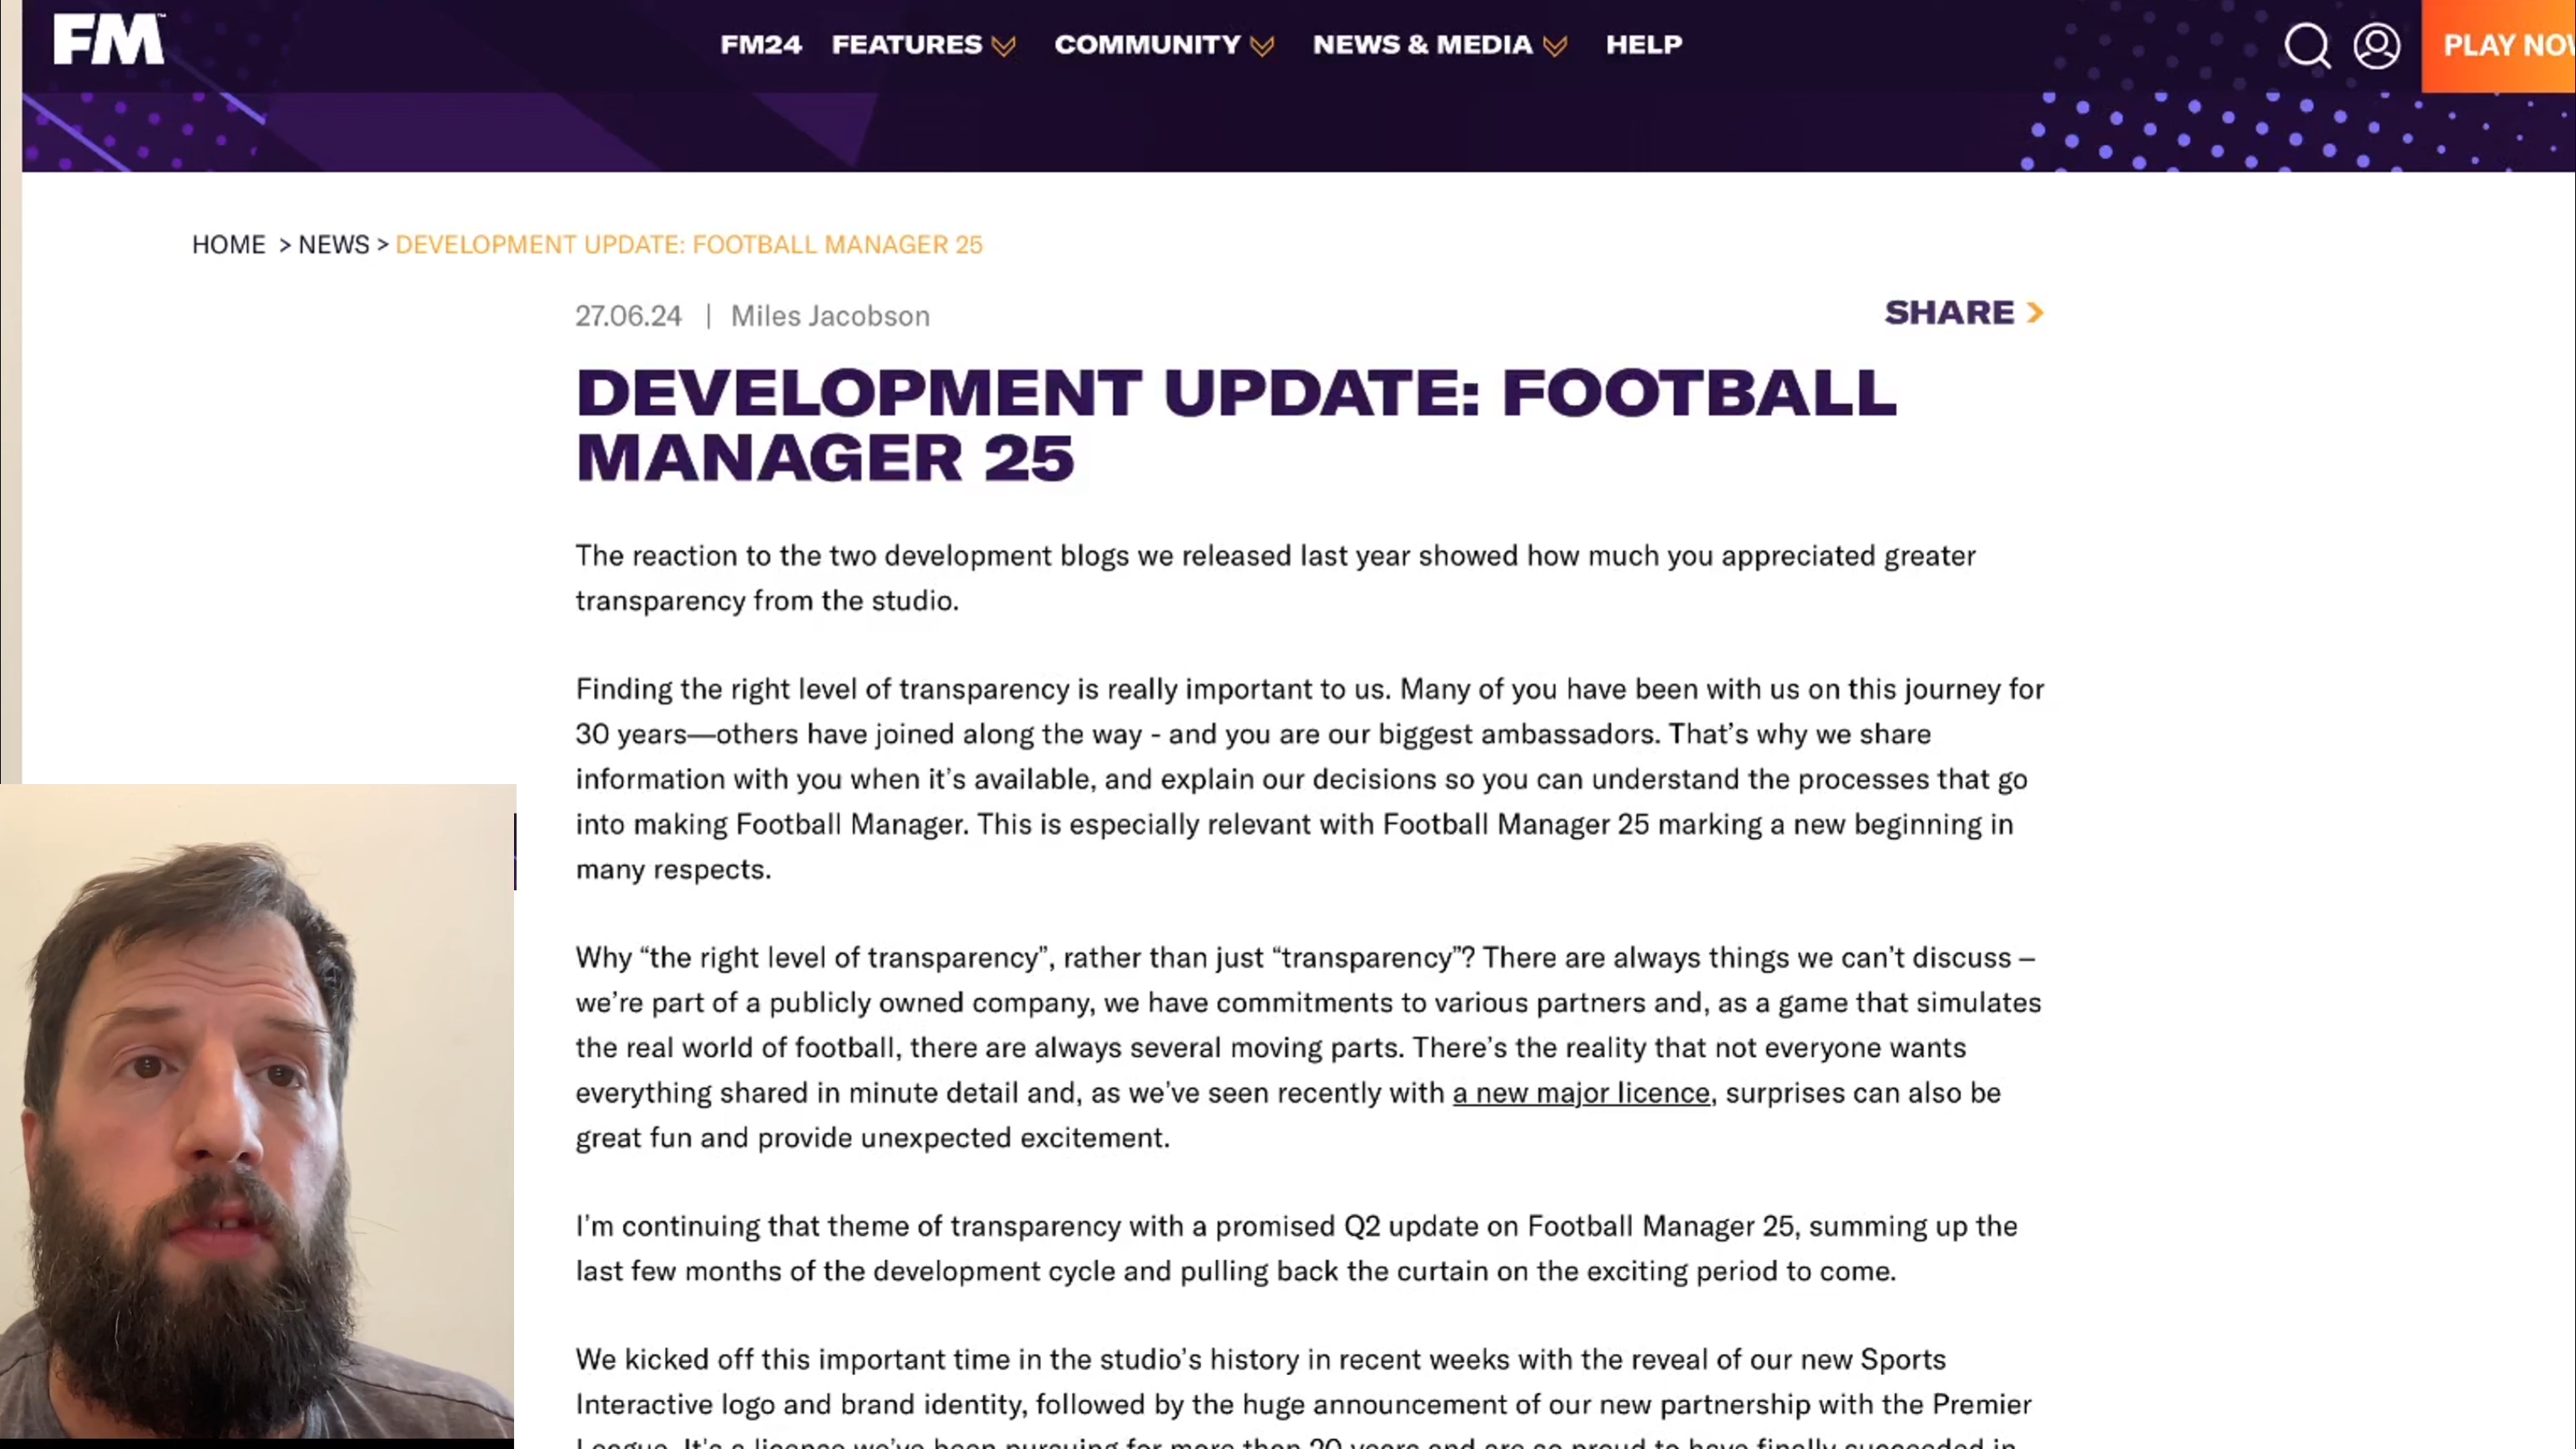 FM™
FM24 FEATURES COMMUNITY NEWS & MEDIA HELP
HOME > NEWS > DEVELOPMENT UPDATE: FOOTBALL MANAGER 25
27.06.24 | Miles Jacobson
SHARE >
DEVELOPMENT UPDATE: FOOTBALL
MANAGER 25
The reaction to the two development blogs we released last year showed how much you appreciated greater
transparency from the studio.
Finding the right level of transparency is really important to us. Many of you have been with us on this journey for
30 years—others have joined along the way - and you are our biggest ambassadors. That’s why we share
information with you when it’s available, and explain our decisions so you can understand the processes that go
into making Football Manager. This is especially relevant with Football Manager 25 marking a new beginning in
many respects.
Why “the right level of transparency”, rather than just “transparency”? There are always things we can’t discuss –
we’re part of a publicly owned company, we have commitments to various partners and, as a game that simulates
the real world of football, there are always several moving parts. There’s the reality that not everyone wants
everything shared in minute detail and, as we’ve seen recently with a new major licence, surprises can also be
great fun and provide unexpected excitement.
I’m continuing that theme of transparency with a promised Q2 update on Football Manager 25, summing up the
last few months of the development cycle and pulling back the curtain on the exciting period to come.
We kicked off this important time in the studio’s history in recent weeks with the reveal of our new Sports
Interactive logo and brand identity, followed by the huge announcement of our new partnership with the Premier
League. It’s a license we’ve been pursuing for more than 20 years and are so proud to have finally succeeded in
PLAY NO